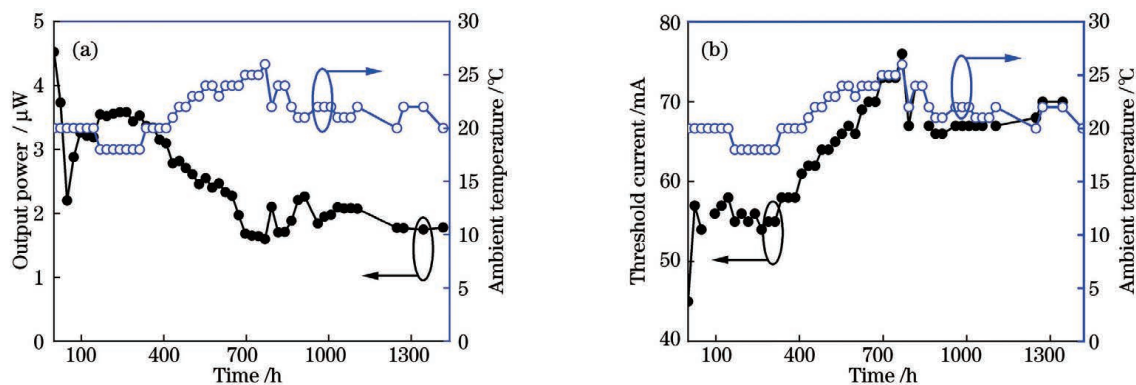 (a)
Output power / μW
5
4
3
2
1
0
30
25
20
15
10
5
0
Ambient temperature /℃
100 400 700 1000 1300
Time /h
(b)
Threshold current /mA
80
70
60
50
40
30
25
20
15
10
5
0
Ambient temperature /℃
100 400 700 1000 1300
Time /h